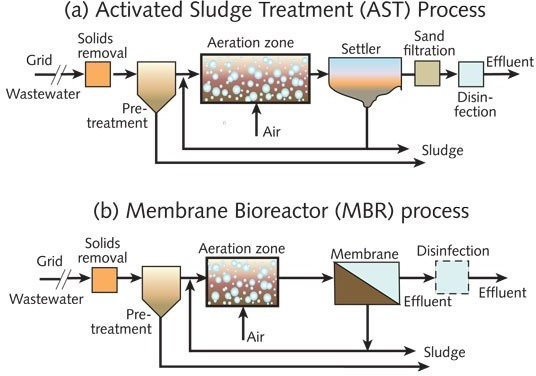 (a) Activated Sludge Treatment (AST) Process
Grid
Wastewater
Solids
removal
Pre-
treatment
Aeration zone
Air
Settler
Sand
filtration
Disin-
fection
Effluent
Sludge
(b) Membrane Bioreactor (MBR) process
Grid
Wastewater
Solids
removal
Pre-
treatment
Aeration zone
Air
Membrane
Effluent
Disinfection
Effluent
Sludge